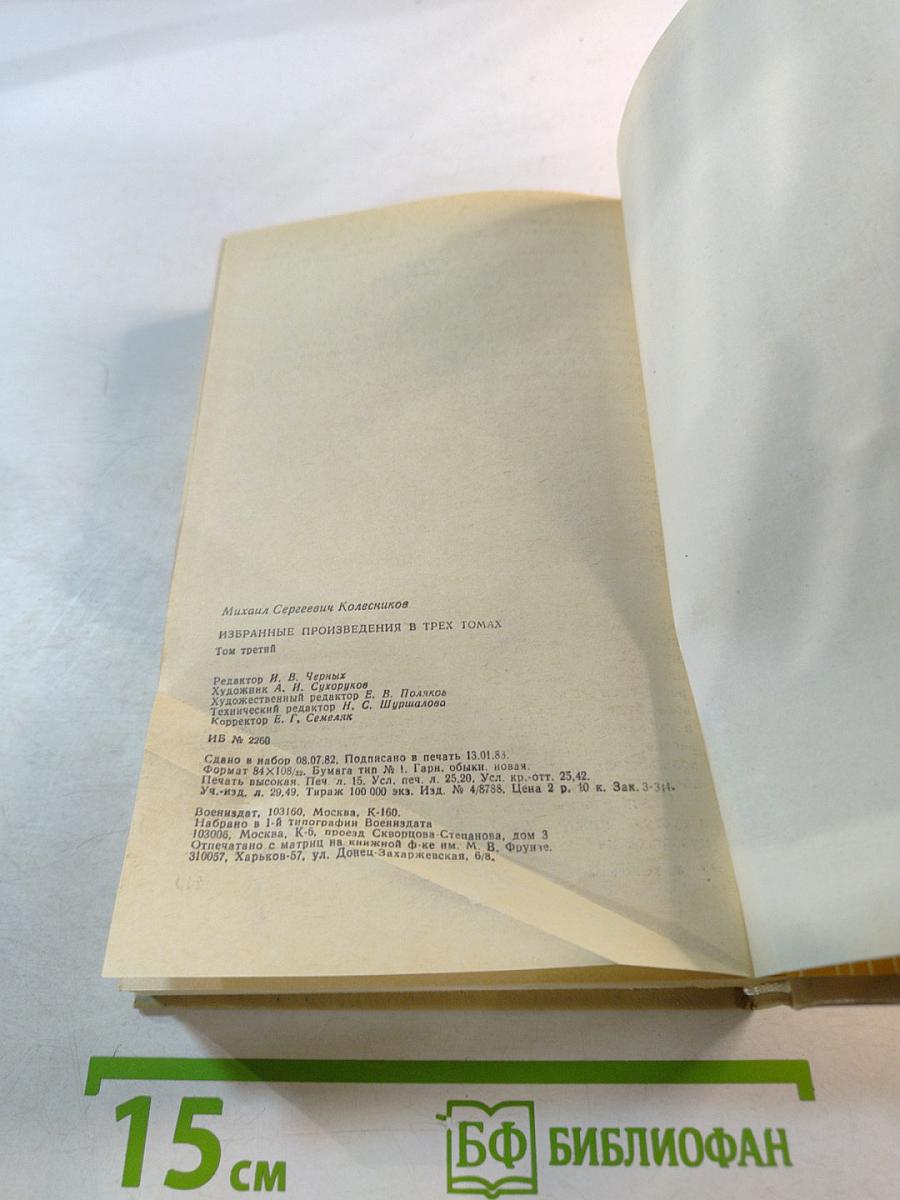 Михаил Сергеевич Колесников
ИЗБРАННЫЕ ПРОИЗВЕДЕНИЯ В ТРЕХ ТОМАХ
Том третий
Редактор И. В. Черных
Художник А. И. Сухоруков
Художественный редактор Е. В. Поляков
Технический редактор Н. С. Шуршалова
Корректор Е. Г. Семеляк
ИБ № 2260
Сдано в набор 08.07.82. Подписано в печать 13.01.83.
Формат 84×108/32. Бумага тип № 1. Гарн. обыкн. новая.
Печать высокая. Печ. л. 15. Усл. печ. л. 25,20. Усл. кр.-отт. 25,42.
Уч.-изд. л. 29,49. Тираж 100 000 экз. Изд. № 4/8788. Цена 2 р. 10 к. Зак.
Воениздат, 103160, Москва, К-160.
Набрано в 1-й типографии Воениздата
103006, Москва, К-6, проезд Скворцова-Степанова, дом 3
Отпечатано с матриц на книжной ф-ке им. М. В. Фрунзе.
310057, Харьков-57, ул. Донец-Захаржевская, 6/8.
15 см
БФ БИБЛИОФАН